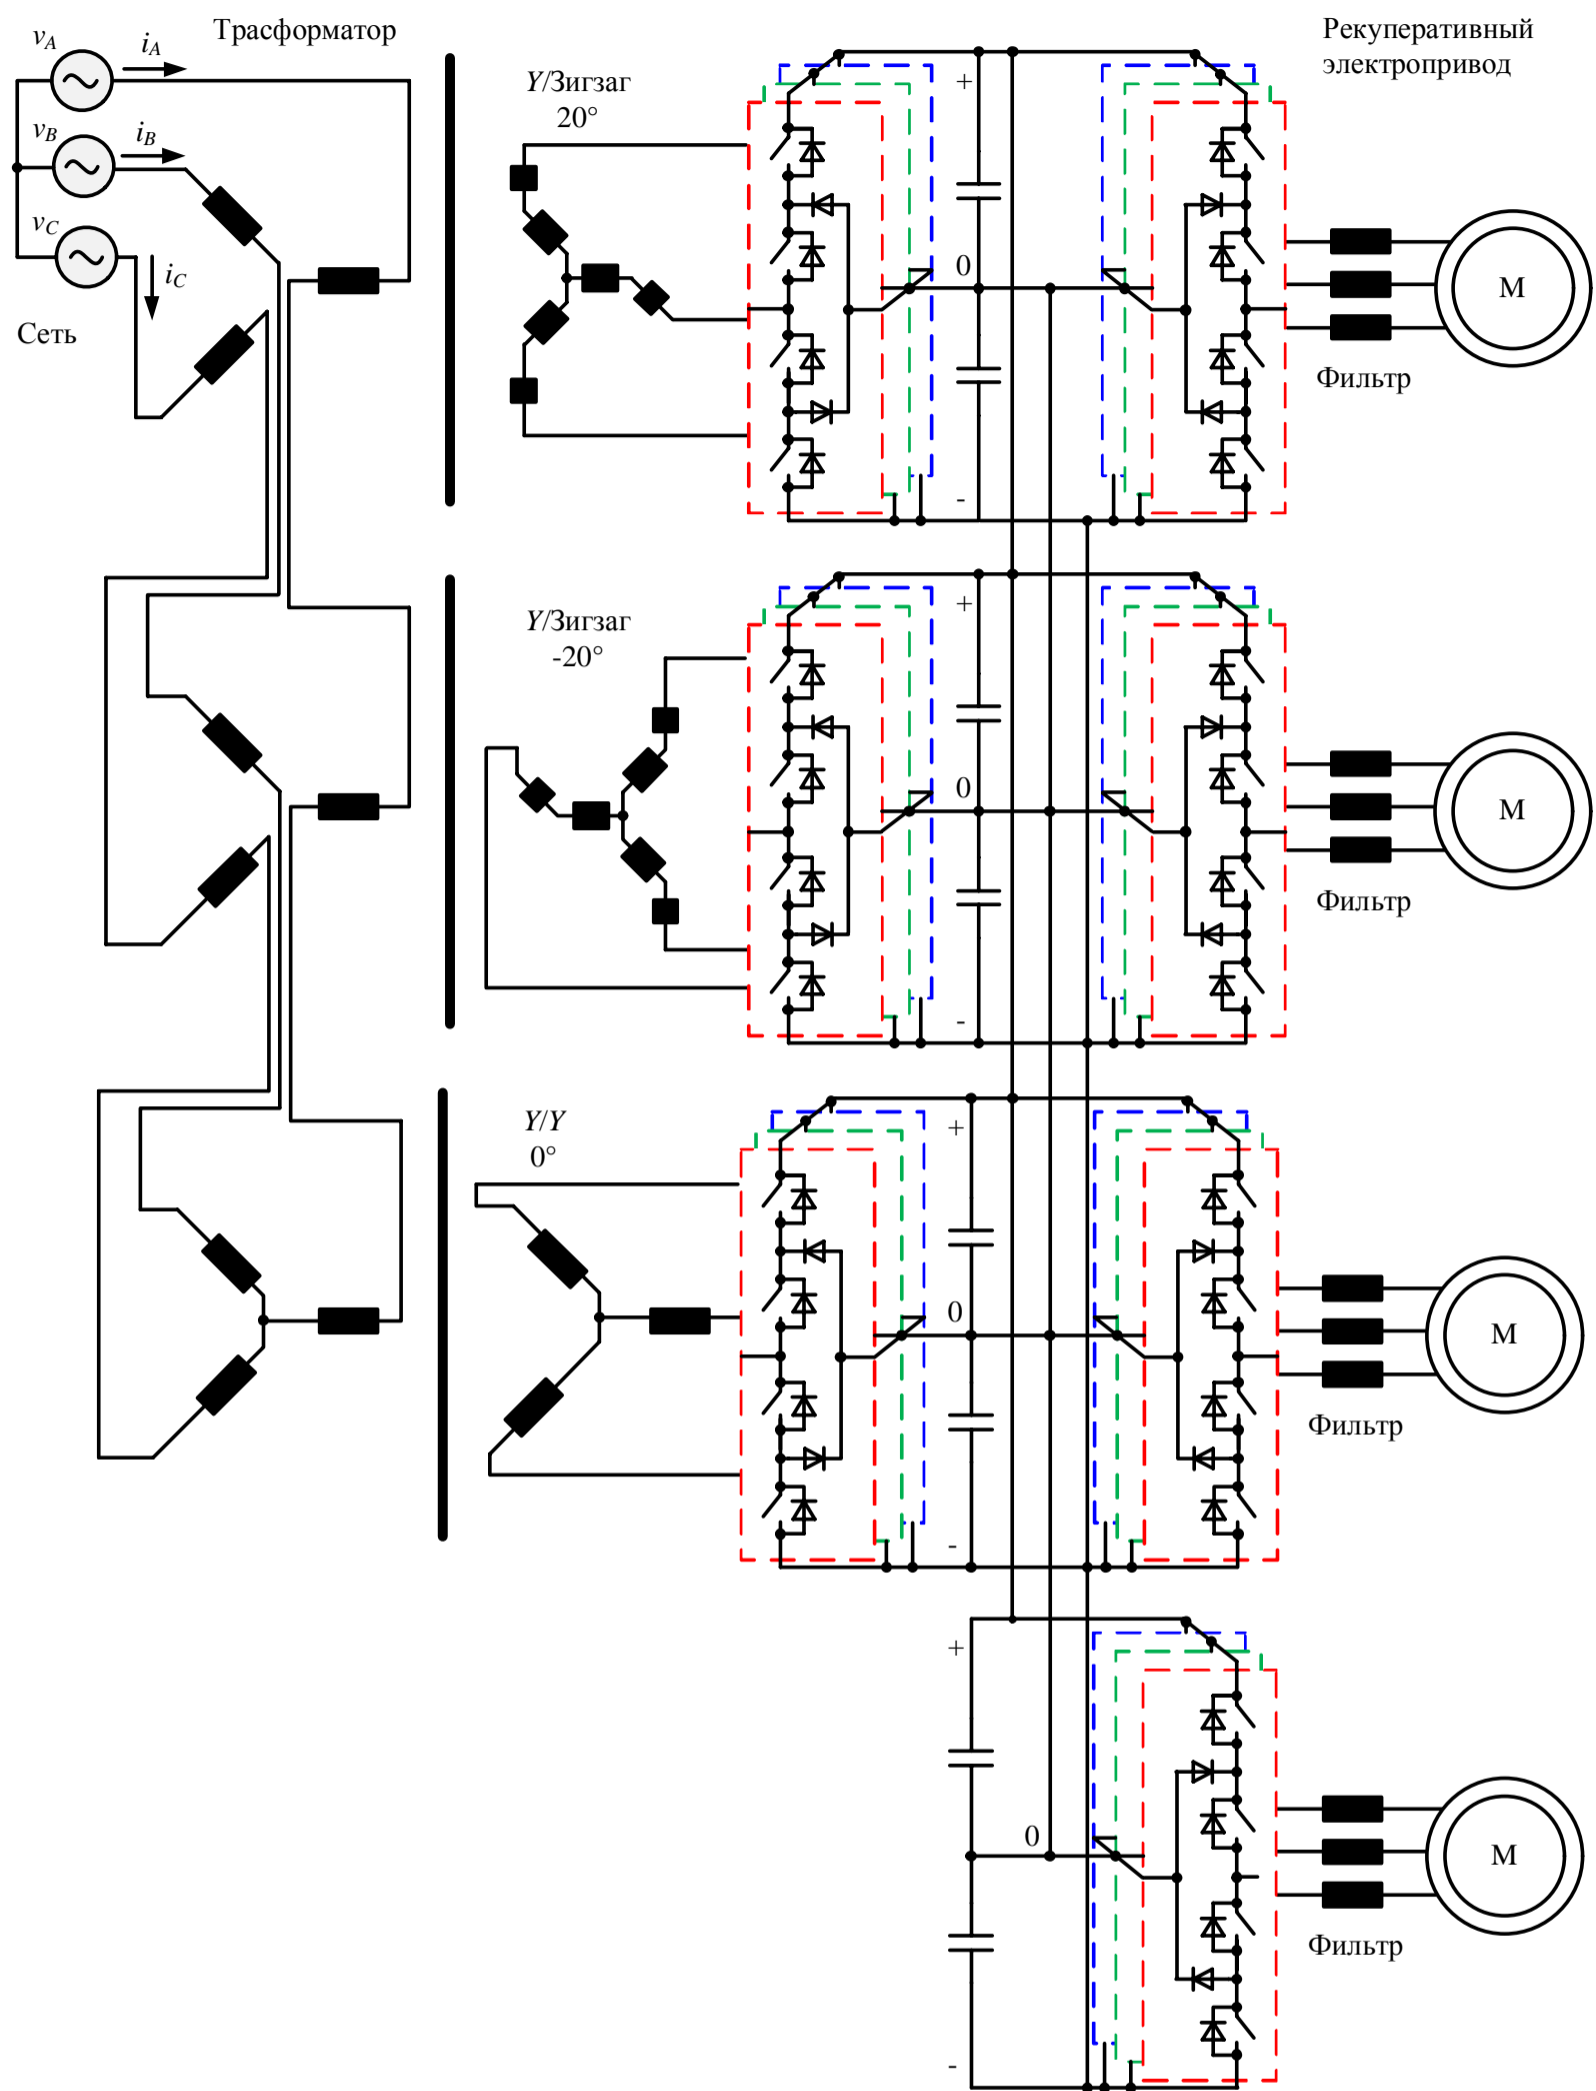 Трасформатор
Рекуперативный
электропривод
vA
iA
vB
iB
vC
iC
Сеть
Y/Зигзаг
20°
+
0
-
M
Фильтр
Y/Зигзаг
-20°
+
0
-
M
Фильтр
Y/Y
0°
+
0
-
M
Фильтр
+
0
-
M
Фильтр